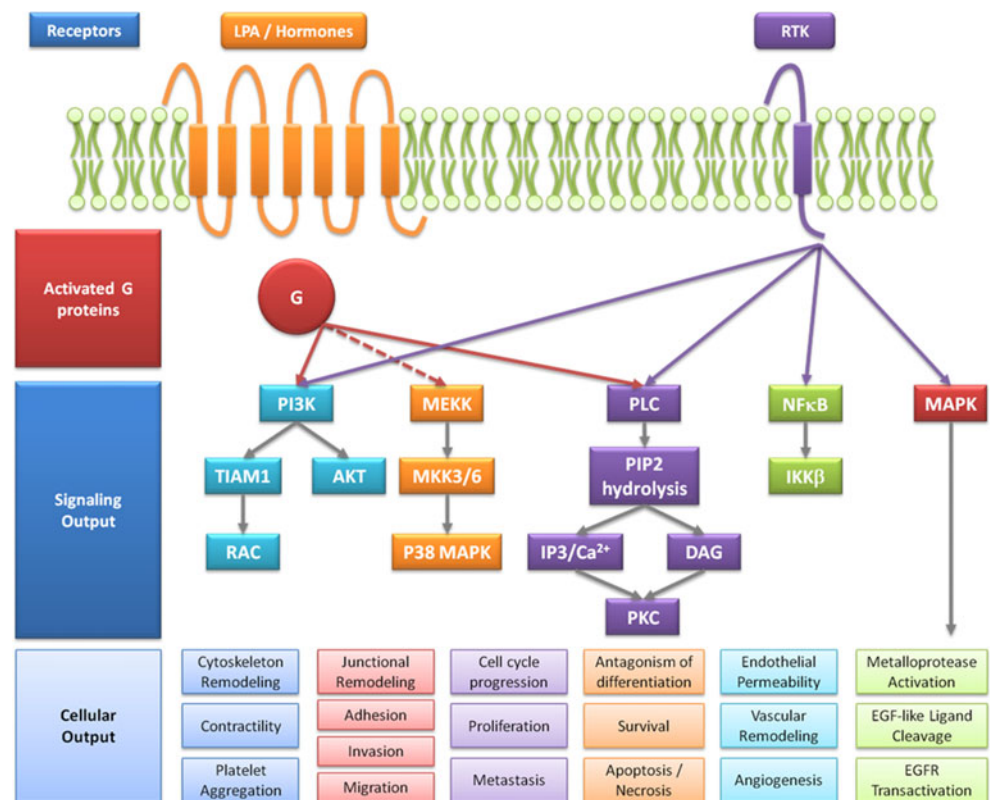 Receptors
LPA / Hormones
RTK
Activated G
proteins
G
Signaling
Output
PI3K
MEKK
PLC
NFκB
MAPK
TIAM1
AKT
MKK3/6
PIP2
hydrolysis
IKKβ
RAC
P38 MAPK
IP3/Ca²⁺
DAG
PKC
Cellular
Output
Cytoskeleton
Remodeling
Contractility
Platelet
Aggregation
Junctional
Remodeling
Adhesion
Invasion
Migration
Cell cycle
progression
Proliferation
Metastasis
Antagonism of
differentiation
Survival
Apoptosis /
Necrosis
Endothelial
Permeability
Vascular
Remodeling
Angiogenesis
Metalloprotease
Activation
EGF-like Ligand
Cleavage
EGFR
Transactivation